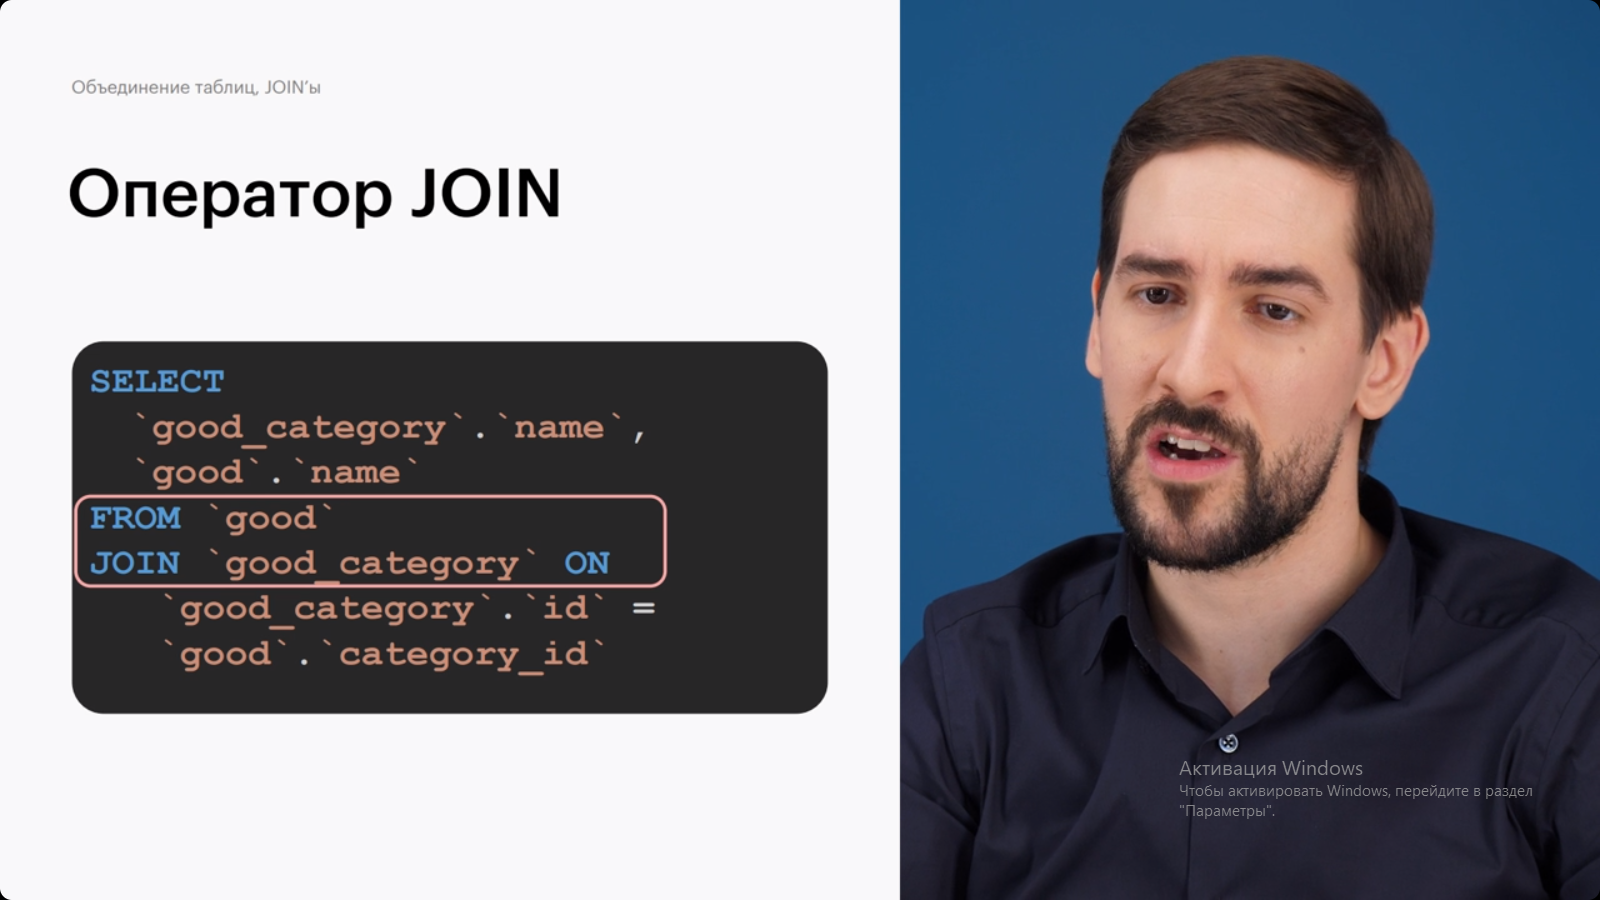 Объединение таблиц, JOIN’ы
Оператор JOIN
SELECT
`good_category`.`name`,
`good`.`name`
FROM `good`
JOIN `good_category` ON
`good_category`.`id` =
`good`.`category_id`
Активация Windows
Чтобы активировать Windows, перейдите в раздел
"Параметры".